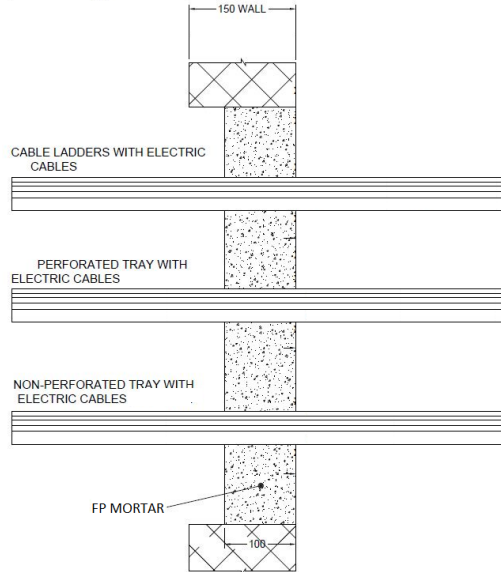 150 WALL
CABLE LADDERS WITH ELECTRIC
CABLES
PERFORATED TRAY WITH
ELECTRIC CABLES
NON-PERFORATED TRAY WITH
ELECTRIC CABLES
FP MORTAR
100